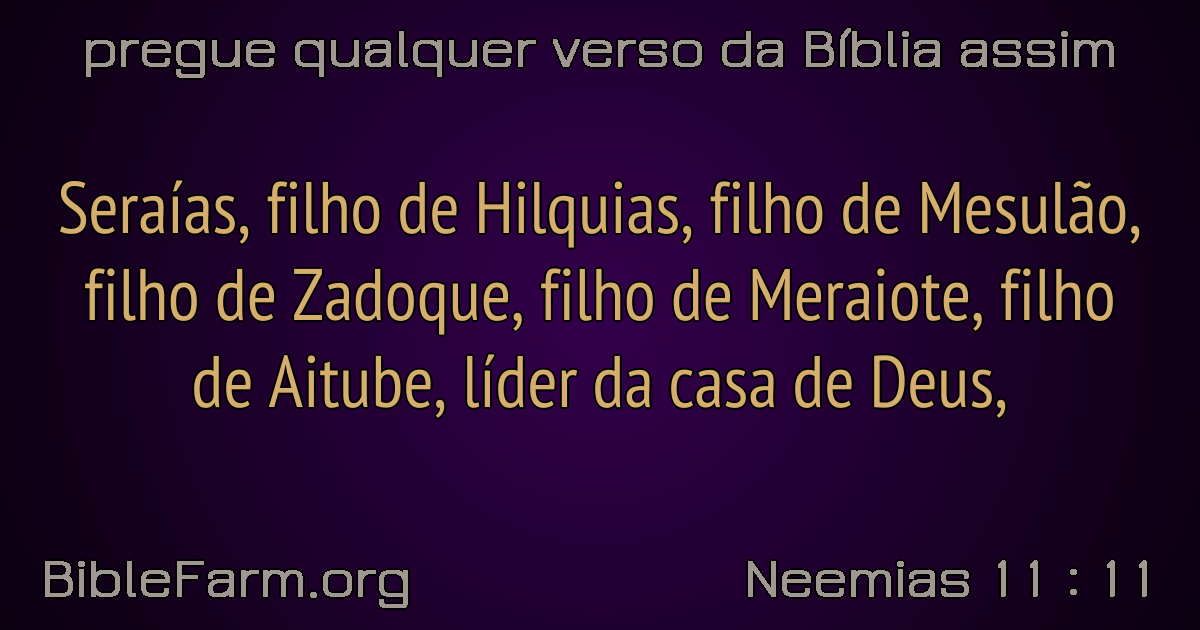 pregue qualquer verso da Bíblia assim
Seraías, filho de Hilquias, filho de Mesulão,
filho de Zadoque, filho de Meraiote, filho
de Aitube, líder da casa de Deus,
BibleFarm.org
Neemias 11 : 11